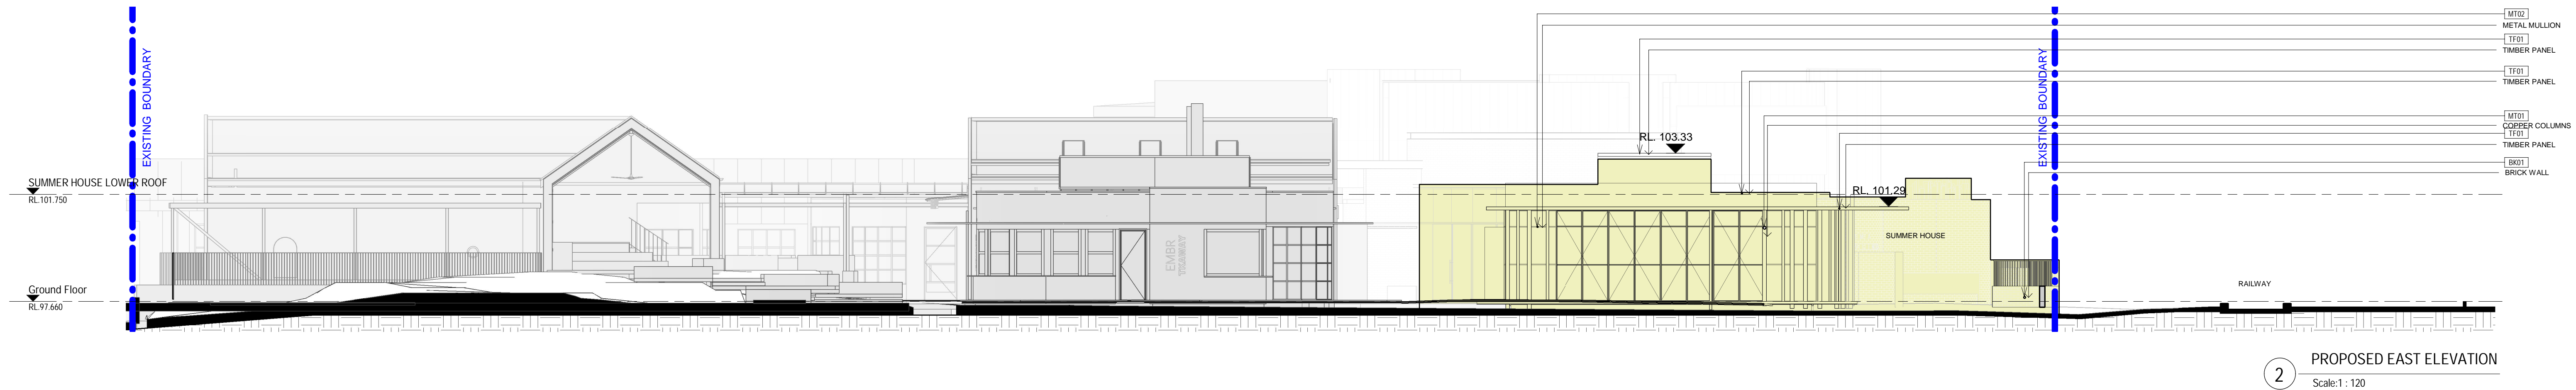 MT02
METAL MULLION
TF01
TIMBER PANEL
TF01
TIMBER PANEL
MT01
COPPER COLUMNS
TF01
TIMBER PANEL
BK01
BRICK WALL
EXISTING BOUNDARY
EXISTING BOUNDARY
RL. 103.33
RL. 101.29
SUMMER HOUSE LOWER ROOF
RL.101.750
SUMMER HOUSE
EMBR
TRAMWAY
Ground Floor
RL.97.660
RAILWAY
2
PROPOSED EAST ELEVATION
Scale:1 : 120